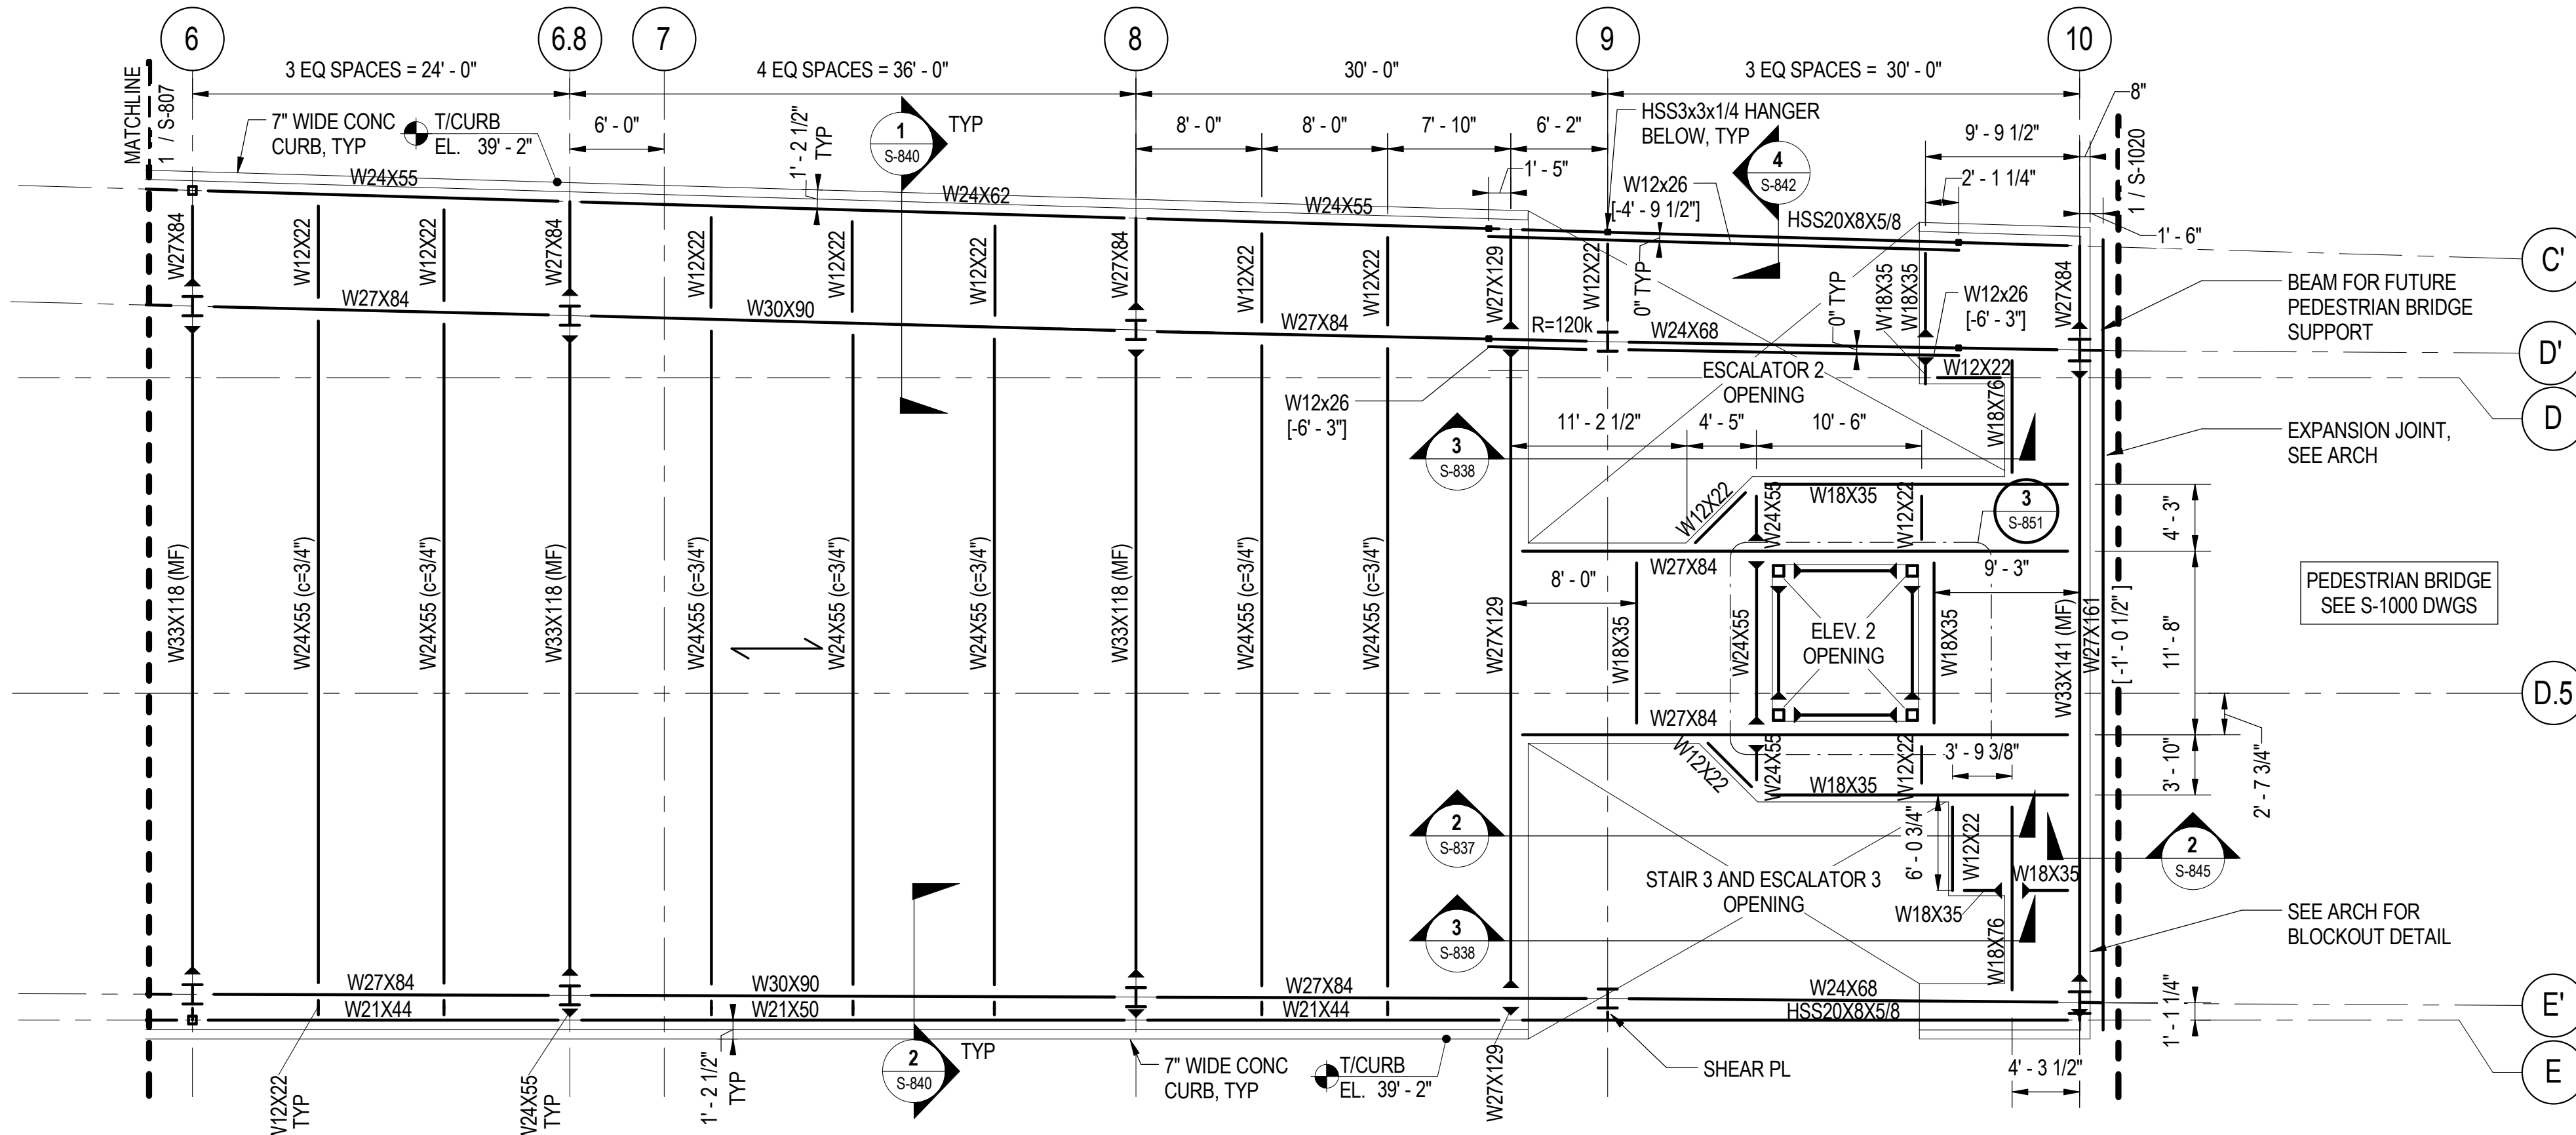 6
6.8
7
8
9
10
3 EQ SPACES = 24' - 0"
4 EQ SPACES = 36' - 0"
30' - 0"
3 EQ SPACES = 30' - 0"
MATCHLINE
1 / S-807
7" WIDE CONC
CURB, TYP
T/CURB
EL. 39' - 2"
6' - 0"
1' - 2 1/2"
TYP
1
S-840
TYP
8' - 0"
8' - 0"
7' - 10"
6' - 2"
1' - 5"
HSS3x3x1/4 HANGER
BELOW, TYP
4
S-842
9' - 9 1/2"
2' - 1 1/4"
8"
1 / S-1020
1' - 6"
W24X55
W24X62
W24X55
W12x26
[-4' - 9 1/2"]
HSS20X8X5/8
W27X84
W12X22
W12X22
W27X84
W12X22
W12X22
W12X22
W27X84
W12X22
W12X22
W27X129
W12X22
0" TYP
0" TYP
W18X35
W18X35
W12x26
[-6' - 3"]
W27X84
C'
BEAM FOR FUTURE
PEDESTRIAN BRIDGE
SUPPORT
W27X84
W30X90
W27X84
R=120k
W24X68
D'
ESCALATOR 2
OPENING
W12X22
W18X76
D
W12x26
[-6' - 3"]
11' - 2 1/2"
4' - 5"
10' - 6"
3
S-838
EXPANSION JOINT,
SEE ARCH
W12X22
W24X55
W18X35
W12X22
3
S-851
4' - 3"
W33X118 (MF)
W24X55 (c=3/4")
W24X55 (c=3/4")
W33X118 (MF)
W24X55 (c=3/4")
W24X55 (c=3/4")
W24X55 (c=3/4")
W33X118 (MF)
W24X55 (c=3/4")
W24X55 (c=3/4")
W27X129
8' - 0"
W27X84
9' - 3"
W18X35
W24X55
ELEV. 2
OPENING
W18X35
W33X141 (MF)
W27X161
[ -1' - 0 1/2" ]
11' - 8"
PEDESTRIAN BRIDGE
SEE S-1000 DWGS
D.5
W27X84
W12X22
W24X55
W12X22
3' - 9 3/8"
W18X35
3' - 10"
2' - 7 3/4"
2
S-837
6' - 0 3/4"
W12X22
W18X35
2
S-845
STAIR 3 AND ESCALATOR 3
OPENING
W18X35
3
S-838
W18X76
SEE ARCH FOR
BLOCKOUT DETAIL
W27X84
W30X90
W27X84
W24X68
W21X44
W21X50
W21X44
HSS20X8X5/8
1' - 1 1/4"
E'
E
W12X22
TYP
W24X55
TYP
1' - 2 1/2"
TYP
2
S-840
TYP
7" WIDE CONC
CURB, TYP
T/CURB
EL. 39' - 2"
W27X129
SHEAR PL
4' - 3 1/2"